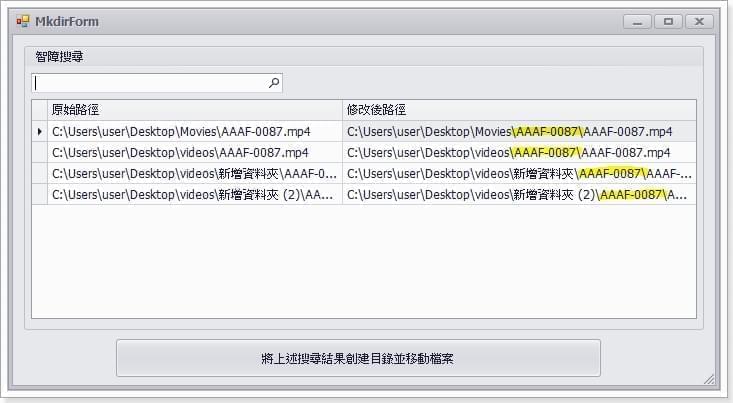 MkdirForm
智障搜尋
原始路徑 修改後路徑
C:\Users\user\Desktop\Movies\AAAF-0087.mp4 C:\Users\user\Desktop\Movies\AAAF-0087\AAAF-0087.mp4
C:\Users\user\Desktop\videos\AAAF-0087.mp4 C:\Users\user\Desktop\videos\AAAF-0087\AAAF-0087.mp4
C:\Users\user\Desktop\videos\新增資料夾\AAAF-0... C:\Users\user\Desktop\videos\新增資料夾\AAAF-0087\AAAF-...
C:\Users\user\Desktop\videos\新增資料夾 (2)\AA... C:\Users\user\Desktop\videos\新增資料夾 (2)\AAAF-0087\A...
將上述搜尋結果創建目錄並移動檔案